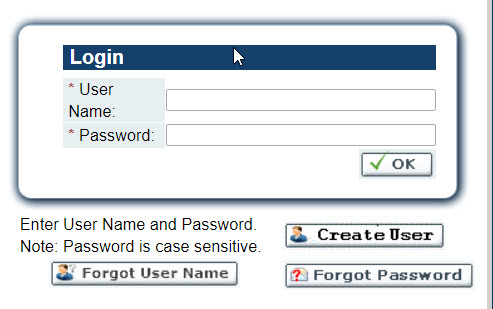 Login
* User
Name:
* Password:
OK
Enter User Name and Password.
Note: Password is case sensitive.
Create User
Forgot User Name
Forgot Password